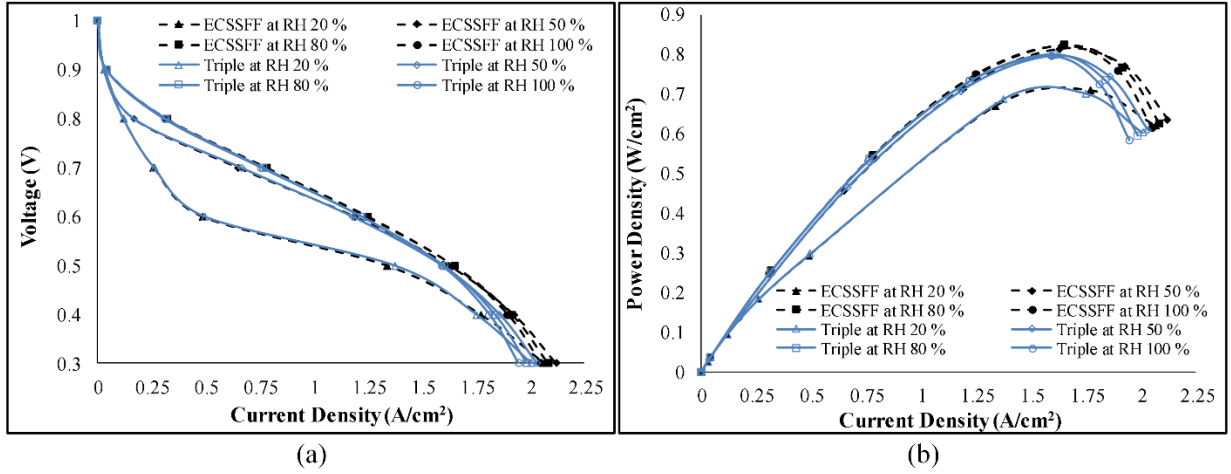 ECSSFF at RH 20 % ECSSFF at RH 50 %
ECSSFF at RH 80 % ECSSFF at RH 100 %
Triple at RH 20 % Triple at RH 50 %
Triple at RH 80 % Triple at RH 100 %
1
0.9
0.8
0.7
0.6
0.5
0.4
0.3
Voltage (V)
0 0.25 0.5 0.75 1 1.25 1.5 1.75 2 2.25
Current Density (A/cm²)
(a)
0.9
0.8
0.7
0.6
0.5
0.4
0.3
0.2
0.1
0
Power Density (W/cm²)
ECSSFF at RH 20 % ECSSFF at RH 50 %
ECSSFF at RH 80 % ECSSFF at RH 100 %
Triple at RH 20 % Triple at RH 50 %
Triple at RH 80 % Triple at RH 100 %
0 0.25 0.5 0.75 1 1.25 1.5 1.75 2 2.25
Current Density (A/cm²)
(b)